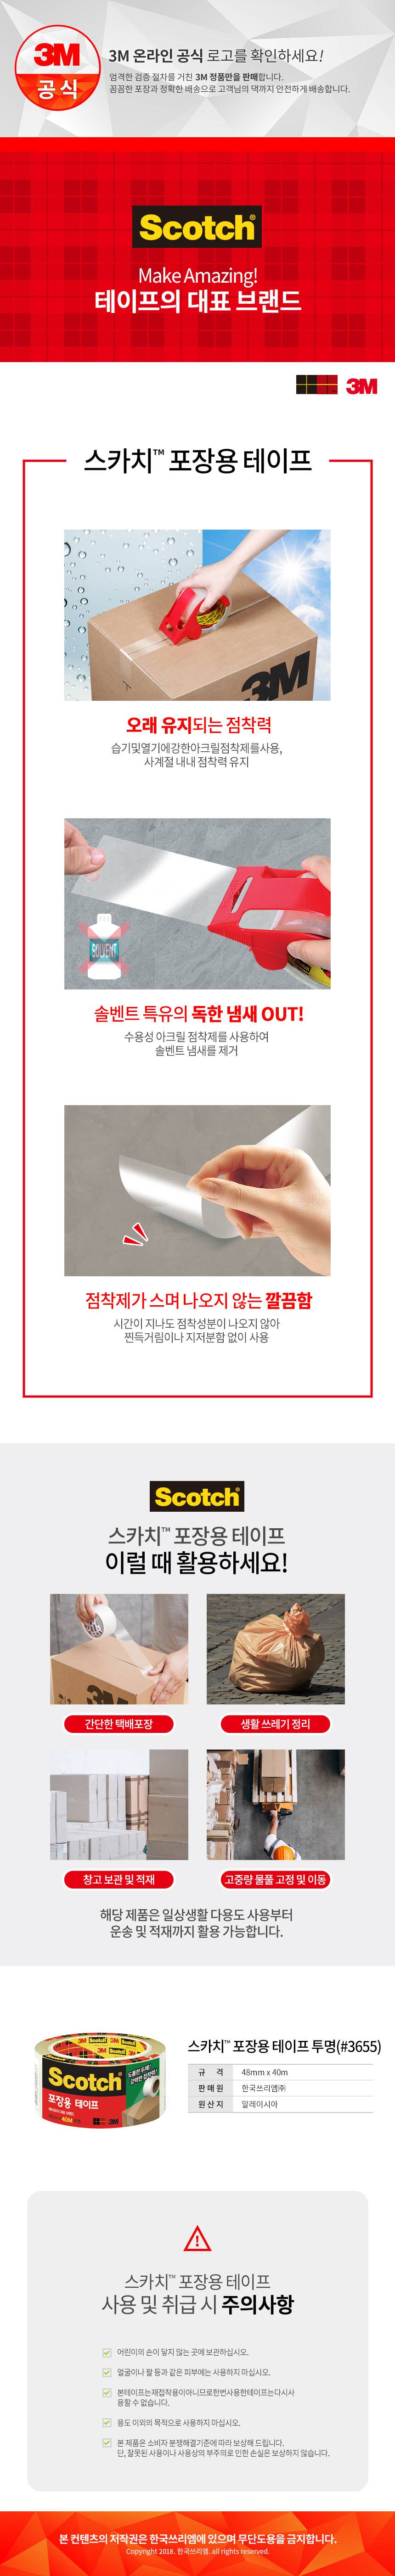 3M
공식
3M 온라인 공식 로고를 확인하세요!
엄격한 검증 절차를 거친 3M 정품만을 판매합니다.
꼼꼼한 포장과 정확한 배송으로 고객님의 댁까지 안전하게 배송합니다.
Scotch®
Make Amazing!
테이프의 대표 브랜드
3M
스카치™ 포장용 테이프
3M
오래 유지되는 점착력
습기및열기에강한아크릴점착제를사용,
사계절 내내 점착력 유지
SOLVENT
솔벤트 특유의 독한 냄새 OUT!
수용성 아크릴 점착제를 사용하여
솔벤트 냄새를 제거
점착제가 스며 나오지 않는 깔끔함
시간이 지나도 점착성분이 나오지 않아
찐득거림이나 지저분함 없이 사용
Scotch®
스카치™ 포장용 테이프
이럴 때 활용하세요!
3M
간단한 택배포장
생활 쓰레기 정리
창고 보관 및 적재
고중량 물품 고정 및 이동
해당 제품은 일상생활 다용도 사용부터
운송 및 적재까지 활용 가능합니다.
Scotch
포장용 테이프
40M
3M
스카치™ 포장용 테이프 투명(#3655)
규 격 48mm x 40m
판매원 한국쓰리엠㈜
원산지 말레이시아
스카치™ 포장용 테이프
사용 및 취급 시 주의사항
어린이의 손이 닿지 않는 곳에 보관하십시오.
얼굴이나 팔 등과 같은 피부에는 사용하지 마십시오.
본테이프는재접착용이아니므로한번사용한테이프는다시사
용할 수 없습니다.
용도 이외의 목적으로 사용하지 마십시오.
본 제품은 소비자 분쟁해결기준에 따라 보상해 드립니다.
단, 잘못된 사용이나 사용상의 부주의로 인한 손실은 보상하지 않습니다.
본 컨텐츠의 저작권은 한국쓰리엠에 있으며 무단도용을 금지합니다.
Copyright 2018. 한국쓰리엠. all rights reserved.